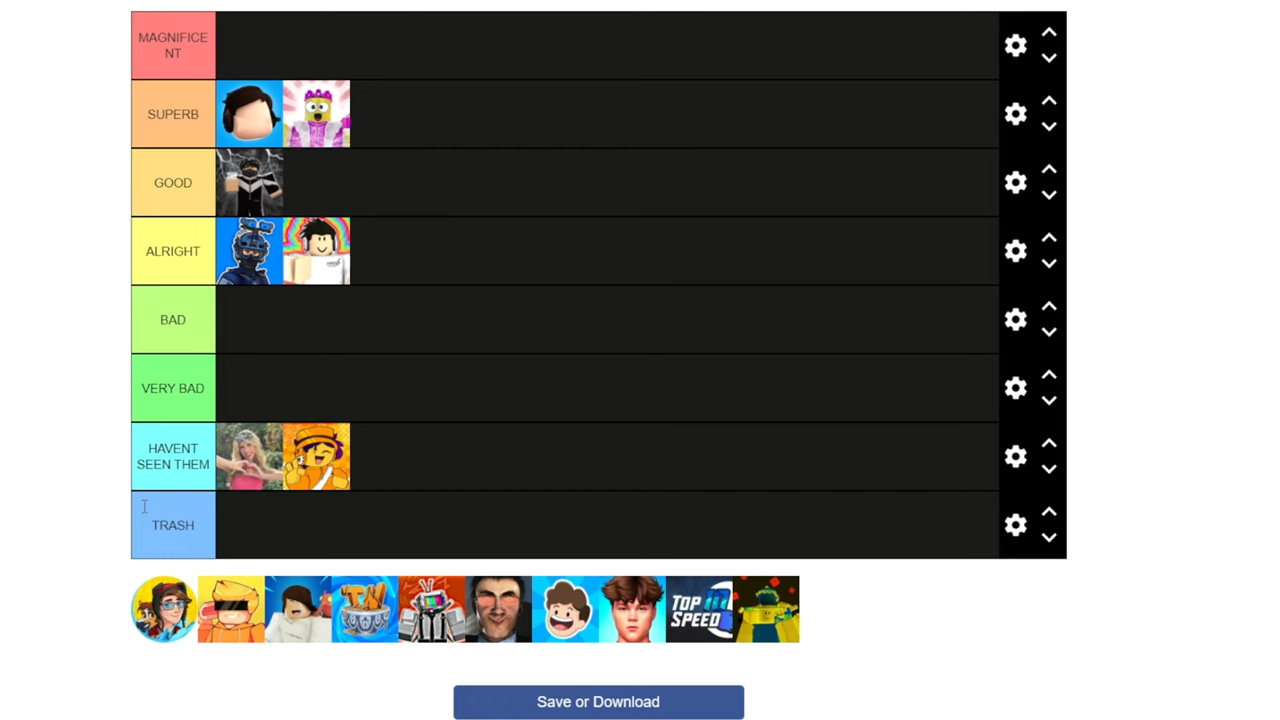 MAGNIFICE
NT
SUPERB
GOOD
ALRIGHT
BAD
VERY BAD
HAVENT
SEEN THEM
TRASH
TOP
SPEED
Save or Download